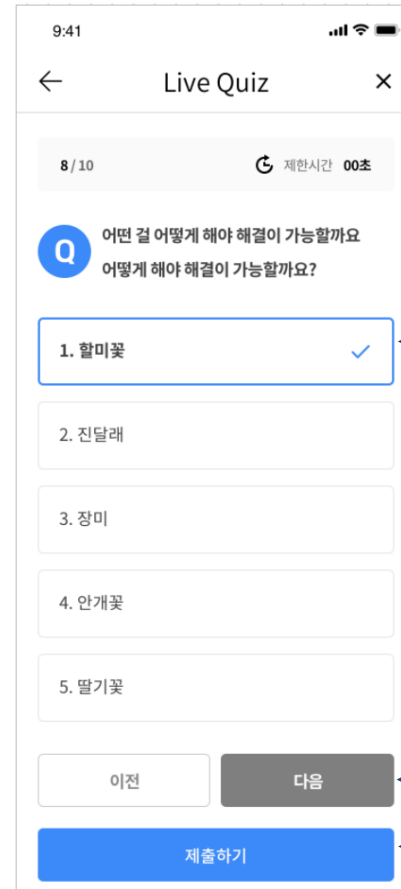 9:41
Live Quiz
8/10
제한시간 00초
Q
어떤 걸 어떻게 해야 해결이 가능할까요
어떻게 해야 해결이 가능할까요?
1. 할미꽃
2. 진달래
3. 장미
4. 안개꽃
5. 딸기꽃
이전
다음
제출하기